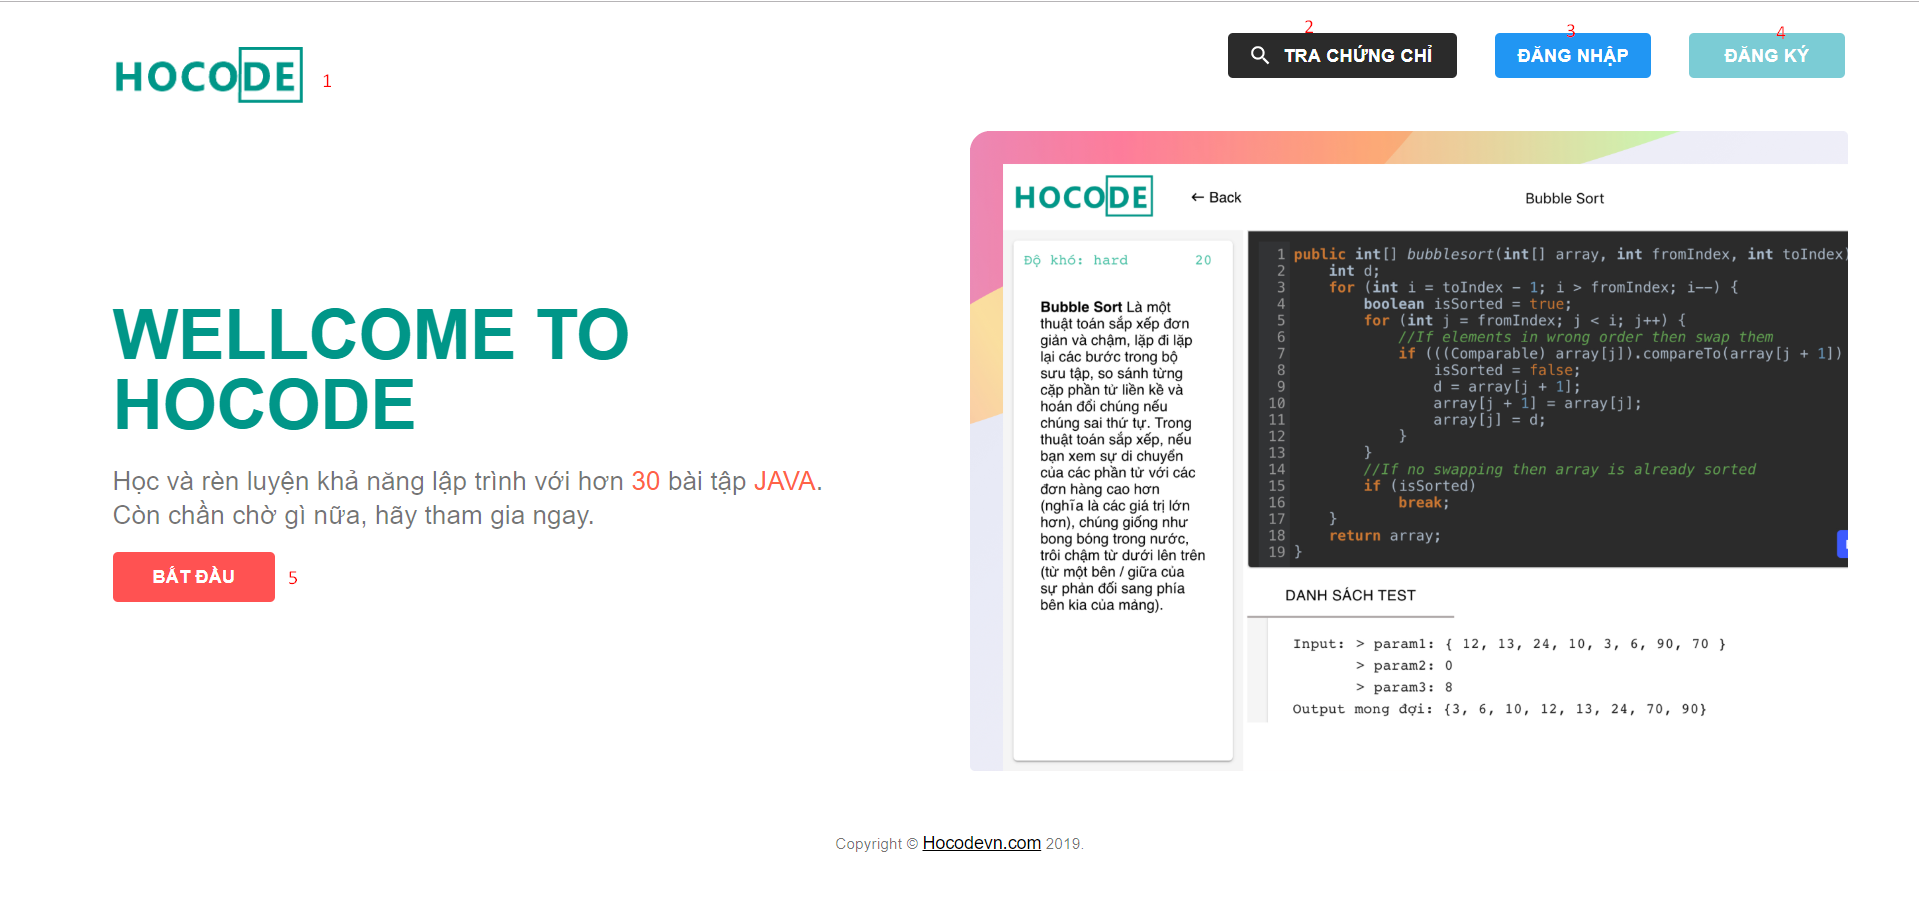 HOCODE
1
2
TRA CHỨNG CHỈ
3
ĐĂNG NHẬP
4
ĐĂNG KÝ
WELLCOME TO
HOCODE
Học và rèn luyện khả năng lập trình với hơn 30 bài tập JAVA.
Còn chần chờ gì nữa, hãy tham gia ngay.
BẮT ĐẦU
5
HOCODE
← Back
Bubble Sort
Độ khó: hard 20
Bubble Sort Là một
thuật toán sắp xếp đơn
giản và chậm, lặp đi lặp
lại các bước trong bộ
sưu tập, so sánh từng
cặp phần tử liền kề và
hoán đổi chúng nếu
chúng sai thứ tự. Trong
thuật toán sắp xếp, nếu
bạn xem sự di chuyển
của các phần tử với các
đơn hàng cao hơn
(nghĩa là các giá trị lớn
hơn), chúng giống như
bong bóng trong nước,
trôi chậm từ dưới lên trên
(từ một bên / giữa của
sự phản đối sang phía
bên kia của mảng).
1 public int[] bubblesort(int[] array, int fromIndex, int toIndex)
2 int d;
3 for (int i = toIndex - 1; i > fromIndex; i--) {
4 boolean isSorted = true;
5 for (int j = fromIndex; j < i; j++) {
6 //If elements in wrong order then swap them
7 if (((Comparable) array[j]).compareTo(array[j + 1])
8 isSorted = false;
9 d = array[j + 1];
10 array[j + 1] = array[j];
11 array[j] = d;
12 }
13 }
14 //If no swapping then array is already sorted
15 if (isSorted)
16 break;
17 }
18 return array;
19 }
DANH SÁCH TEST
Input: > param1: { 12, 13, 24, 10, 3, 6, 90, 70 }
> param2: 0
> param3: 8
Output mong đợi: {3, 6, 10, 12, 13, 24, 70, 90}
Copyright © Hocodevn.com 2019.